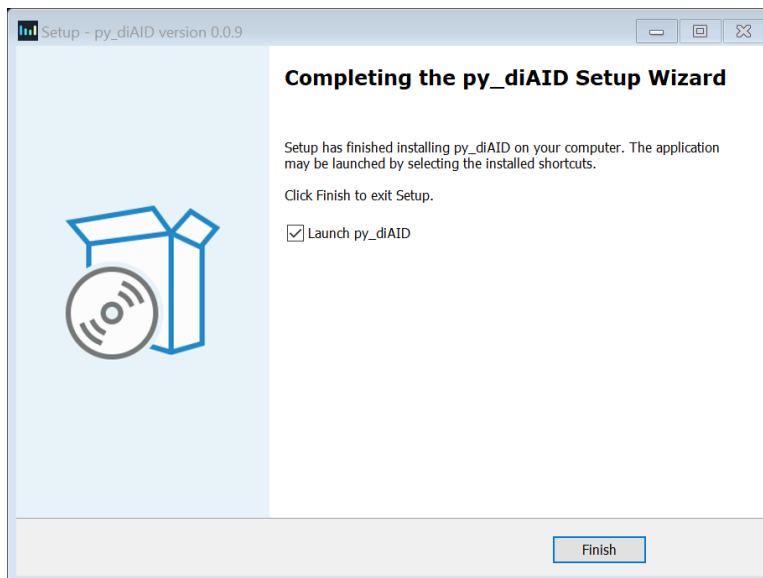 Setup - py_diAID version 0.0.9
Completing the py_diAID Setup Wizard
Setup has finished installing py_diAID on your computer. The application
may be launched by selecting the installed shortcuts.
Click Finish to exit Setup.
Launch py_diAID
Finish